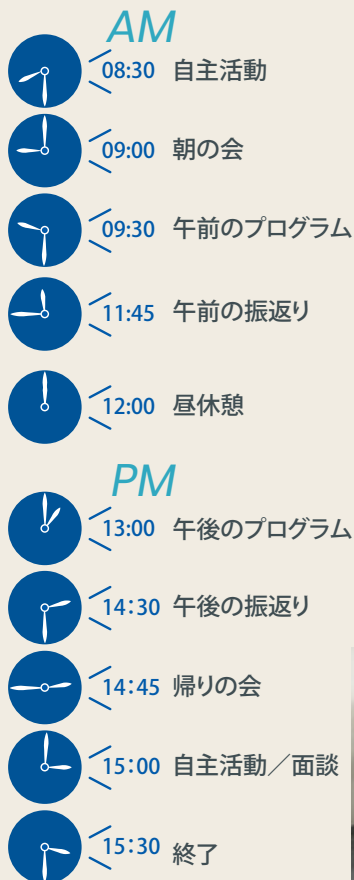 AM
08:30 自主活動
09:00 朝の会
09:30 午前のプログラム
11:45 午前の振返り
12:00 昼休憩
PM
13:00 午後のプログラム
14:30 午後の振返り
14:45 帰りの会
15:00 自主活動／面談
15:30 終了